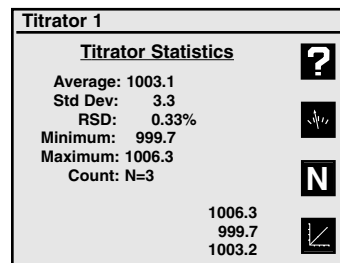 Titrator 1
Titrator Statistics
?
Average: 1003.1
Std Dev: 3.3
RSD: 0.33%
Minimum: 999.7
Maximum: 1006.3
Count: N=3
N
1006.3
999.7
1003.2